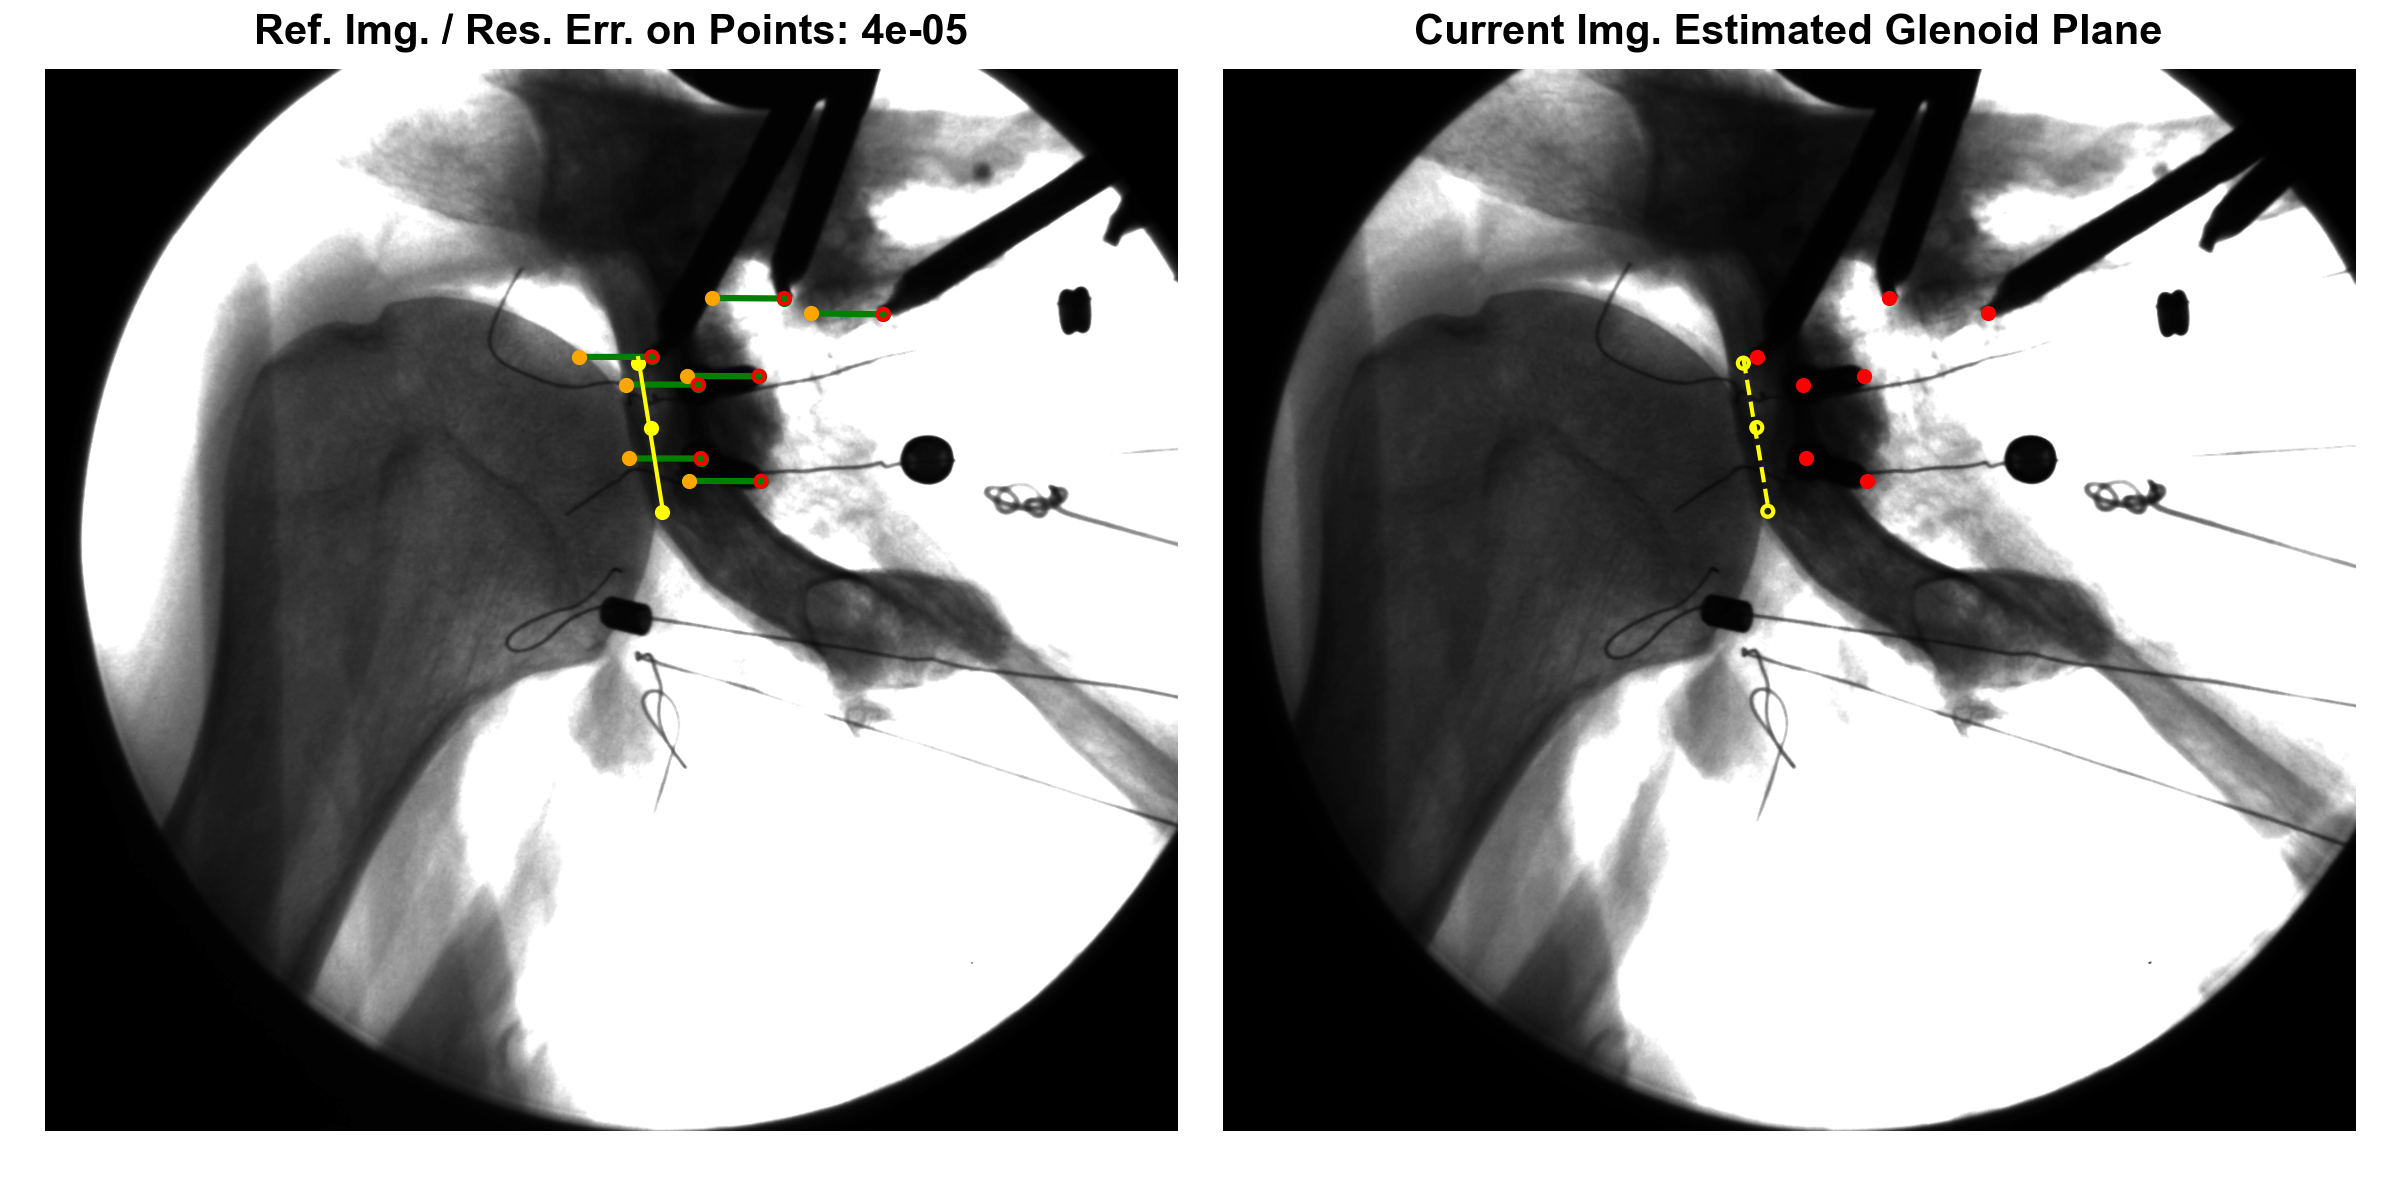 Ref. Img. / Res. Err. on Points: 4e-05
Current Img. Estimated Glenoid Plane